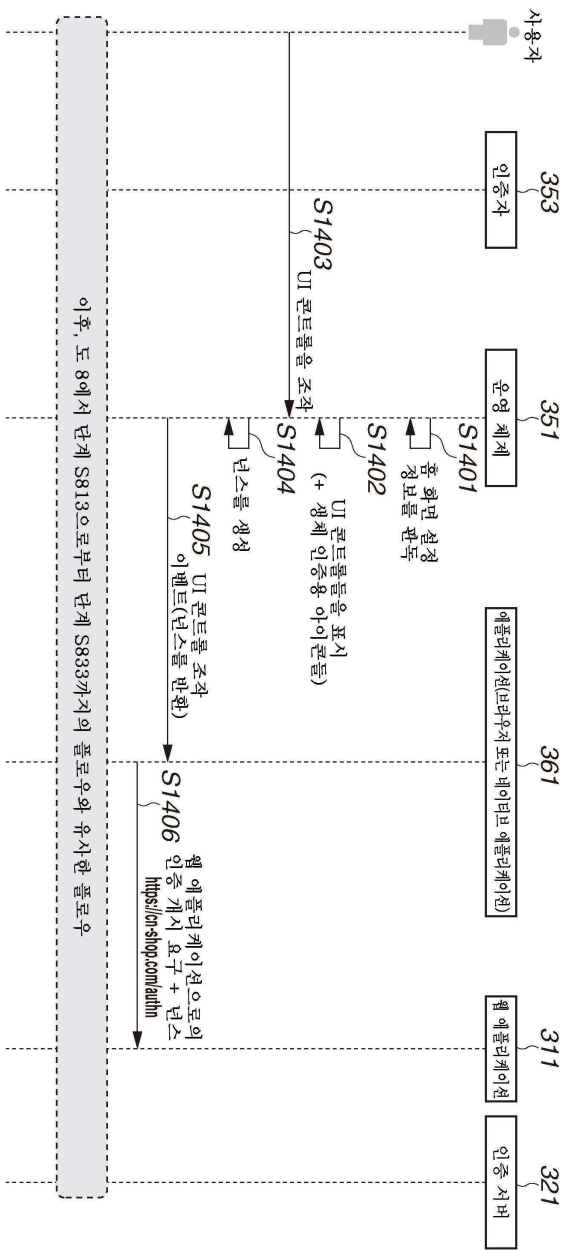 사용자
353
인증자
351
운영 체제
361
애플리케이션(브라우저 또는 네이티브 애플리케이션)
311
웹 애플리케이션
321
인증 서버
S1401
홈 화면 설정
정보를 판독
S1402
UI 콘트롤들을 표시
(+ 생체 인증용 아이콘들)
S1403
UI 콘트롤을 조작
S1404
넌스를 생성
S1405
UI 콘트롤 조작
이벤트(넌스를 반환)
S1406
웹 애플리케이션으로의
인증 개시 요구 + 넌스
https://cn-shop.com/authn
이후, 도 8에서 단계 S813으로부터 단계 S833까지의 플로우와 유사한 플로우